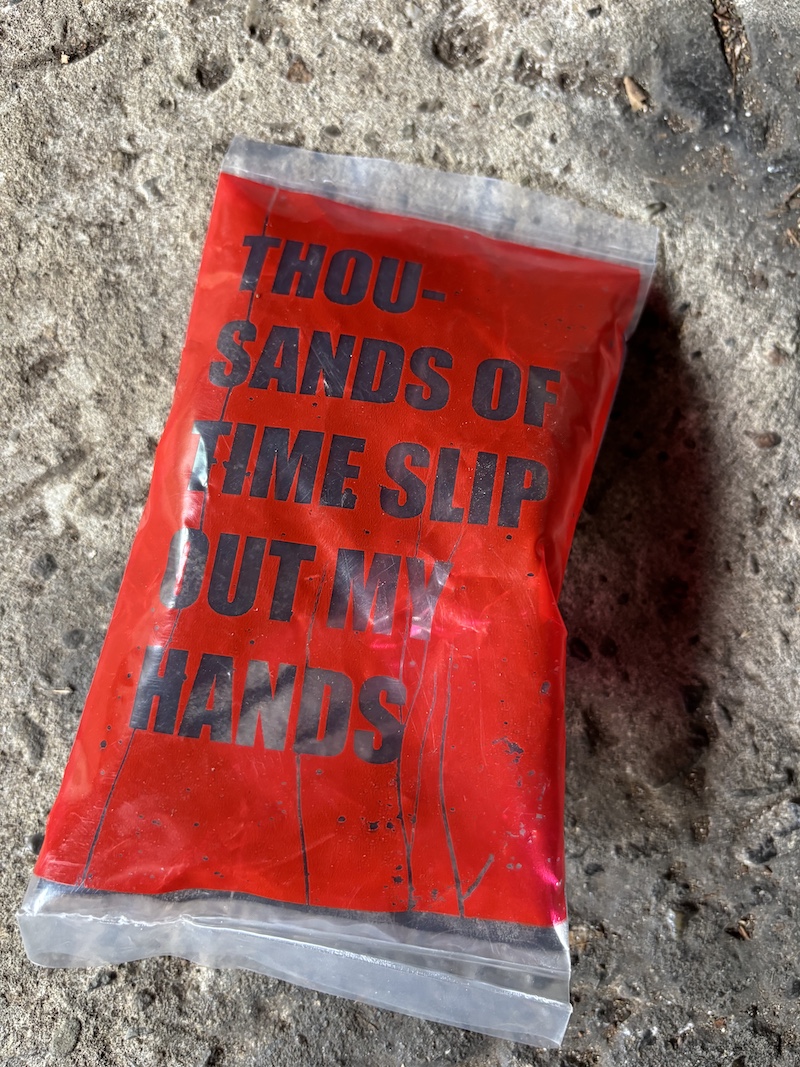 THOU-
SANDS OF
TIME SLIP
OUT MY
HANDS